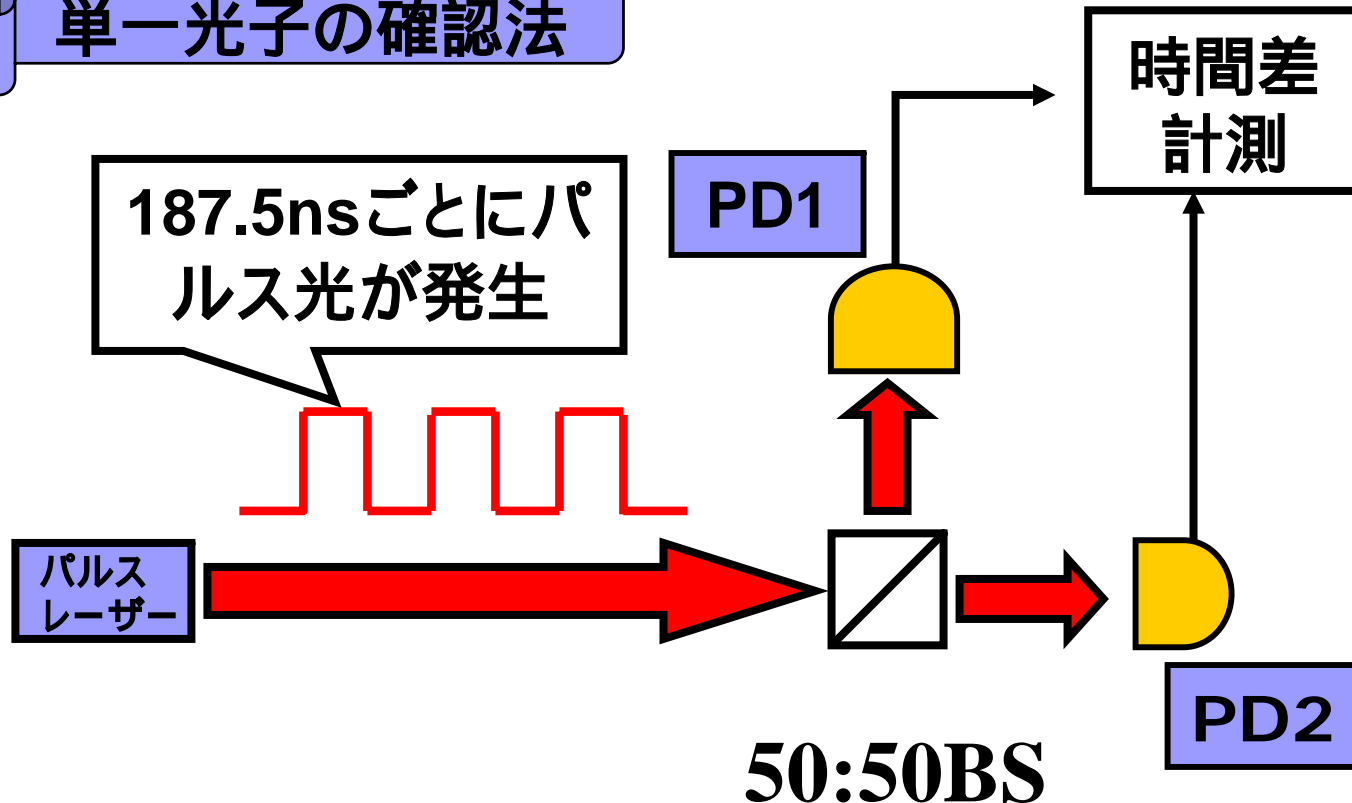 単一光子の確認法
時間差
計測
187.5nsごとにパ
ルス光が発生
PD1
パルス
レーザー
PD2
50:50BS